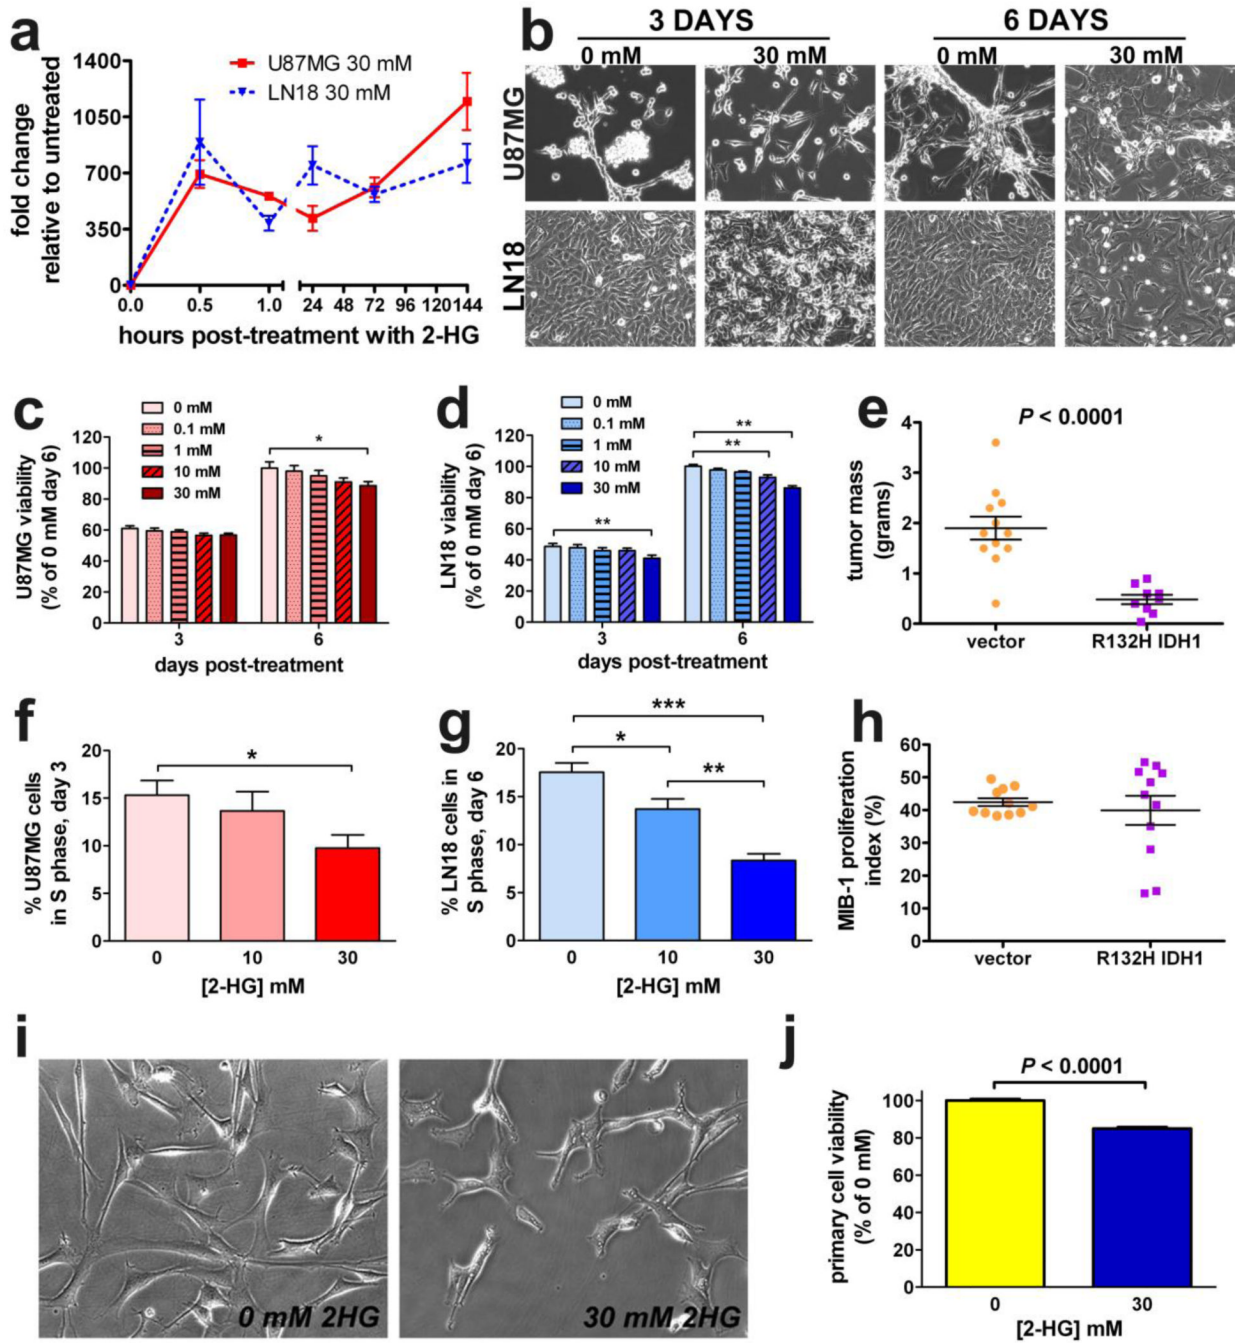 a
U87MG 30 mM
LN18 30 mM
fold change
relative to untreated
1400
1050
700
350
0
0.0 0.5 1.0 24 48 72 96 120 144
hours post-treatment with 2-HG
b
3 DAYS 6 DAYS
0 mM 30 mM 0 mM 30 mM
U87MG
LN18
c
0 mM
0.1 mM
1 mM
10 mM
30 mM
U87MG viability
(% of 0 mM day 6)
120
100
80
60
40
20
0
*
3 6
days post-treatment
d
0 mM
0.1 mM
1 mM
10 mM
30 mM
LN18 viability
(% of 0 mM day 6)
120
100
80
60
40
20
0
**
**
**
3 6
days post-treatment
e
P < 0.0001
tumor mass
(grams)
4
3
2
1
0
vector R132H IDH1
f
% U87MG cells
in S phase, day 3
20
15
10
5
0
*
0 10 30
[2-HG] mM
g
% LN18 cells in
S phase, day 6
20
15
10
5
0
***
*
**
0 10 30
[2-HG] mM
h
MIB-1 proliferation
index (%)
60
50
40
30
20
10
0
vector R132H IDH1
i
0 mM 2HG
30 mM 2HG
j
P < 0.0001
primary cell viability
(% of 0 mM)
100
80
60
40
20
0
0 30
[2-HG] mM